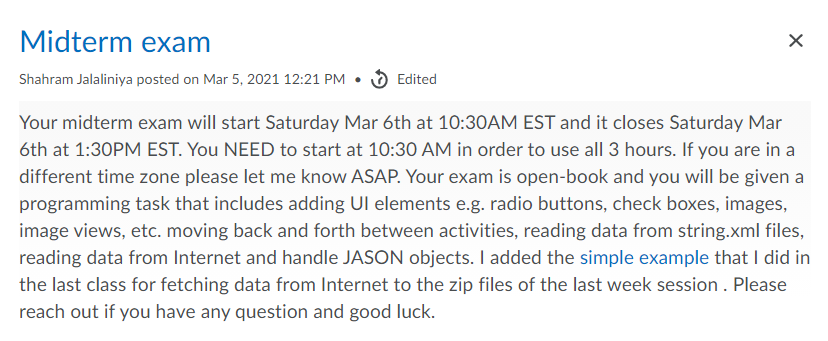 Midterm exam
Shahram Jalaliniya posted on Mar 5, 2021 12:21 PM • Edited
Your midterm exam will start Saturday Mar 6th at 10:30AM EST and it closes Saturday Mar
6th at 1:30PM EST. You NEED to start at 10:30 AM in order to use all 3 hours. If you are in a
different time zone please let me know ASAP. Your exam is open-book and you will be given a
programming task that includes adding UI elements e.g. radio buttons, check boxes, images,
image views, etc. moving back and forth between activities, reading data from string.xml files,
reading data from Internet and handle JASON objects. I added the simple example that I did in
the last class for fetching data from Internet to the zip files of the last week session . Please
reach out if you have any question and good luck.